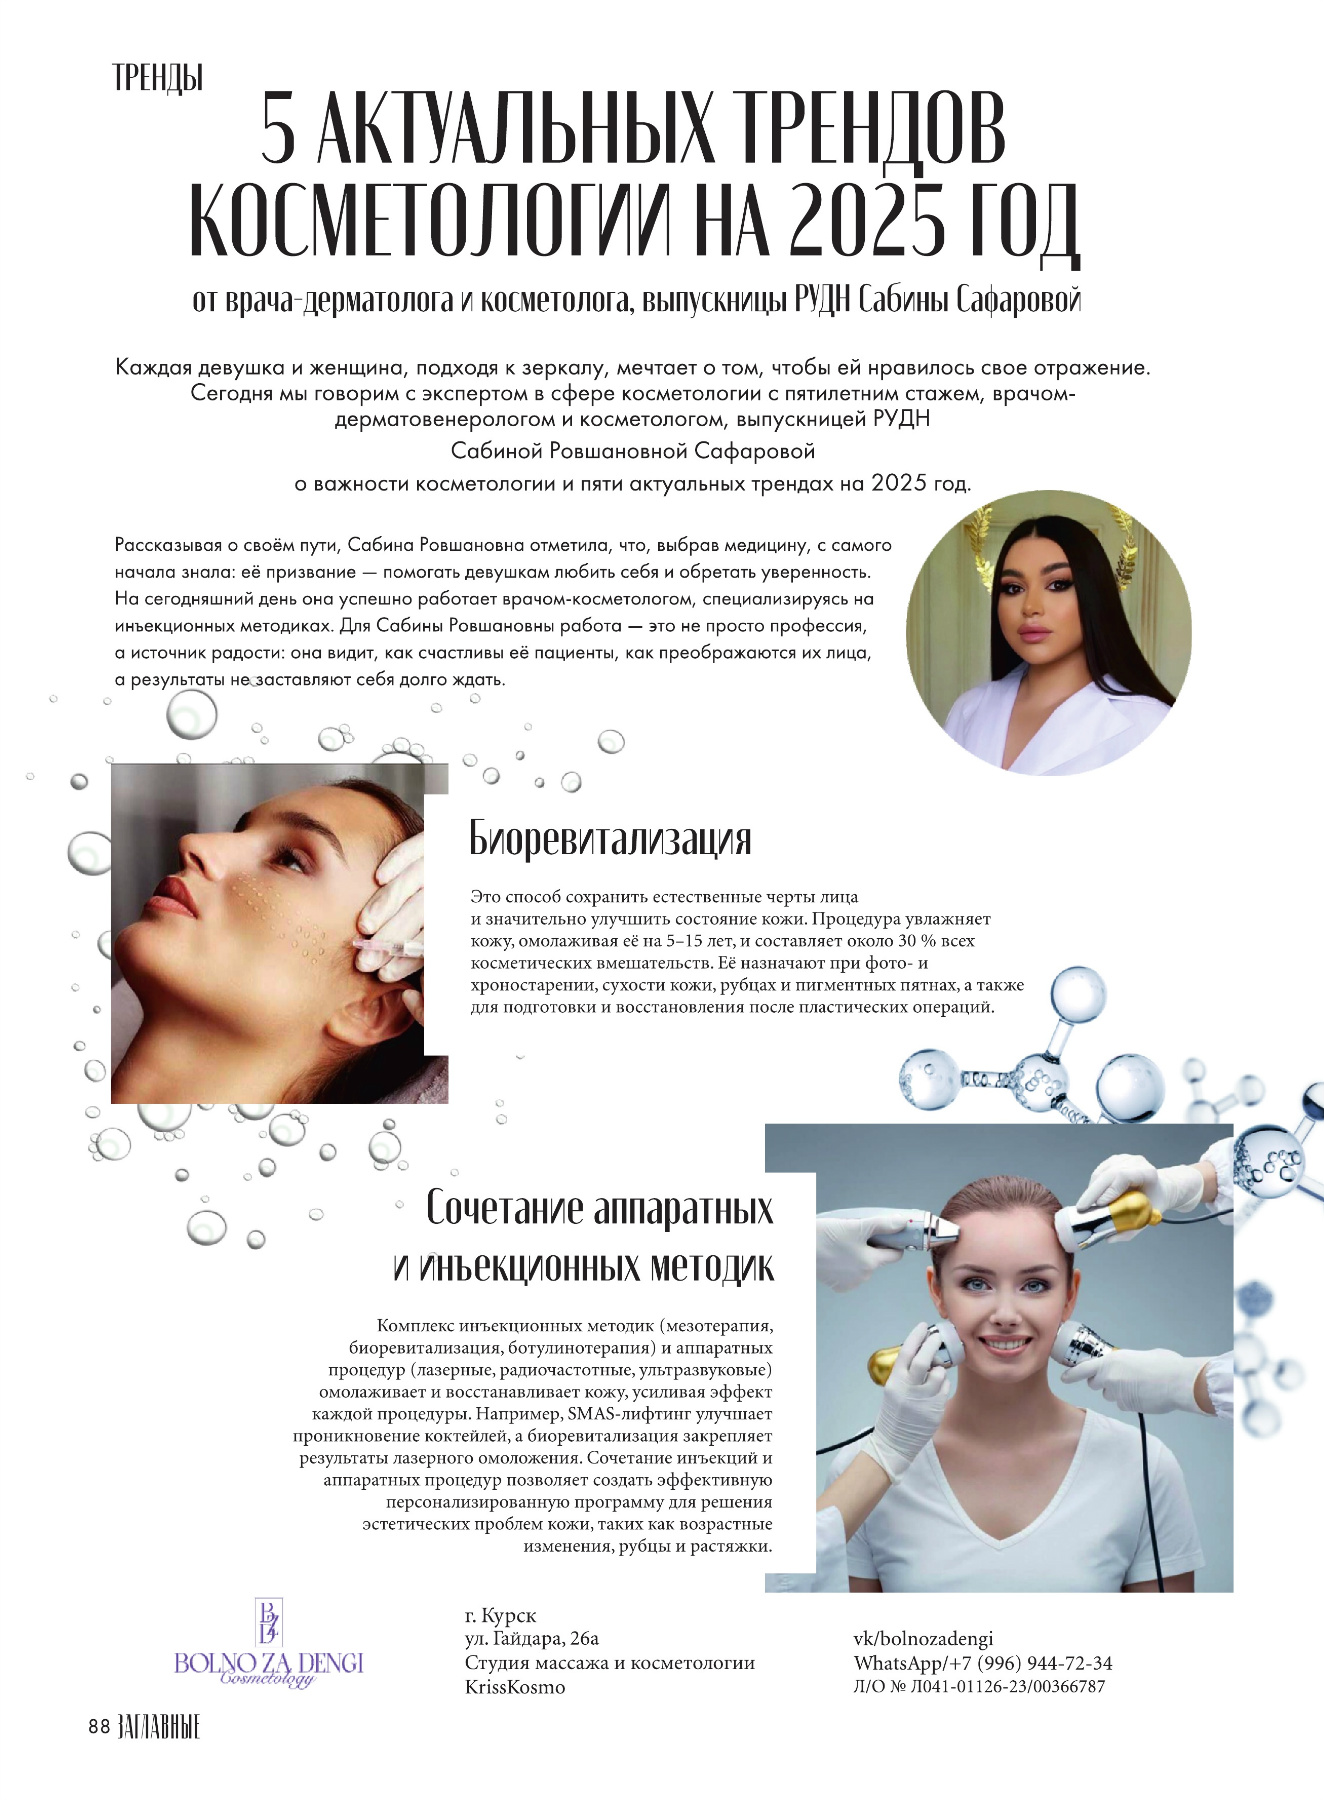 ТРЕНДЫ
5 АКТУАЛЬНЫХ ТРЕНДОВ
КОСМЕТОЛОГИИ НА 2025 ГОД
от врача-дерматолога и косметолога, выпускницы РУДН Сабины Сафаровой
Каждая девушка и женщина, подходя к зеркалу, мечтает о том, чтобы ей нравилось свое отражение.
Сегодня мы говорим с экспертом в сфере косметологии с пятилетним стажем, врачом-
дерматовенерологом и косметологом, выпускницей РУДН
Сабиной Ровшановной Сафаровой
о важности косметологии и пяти актуальных трендах на 2025 год.
Рассказывая о своём пути, Сабина Ровшановна отметила, что, выбрав медицину, с самого
начала знала: её призвание — помогать девушкам любить себя и обретать уверенность.
На сегодняшний день она успешно работает врачом-косметологом, специализируясь на
инъекционных методиках. Для Сабины Ровшановны работа — это не просто профессия,
а источник радости: она видит, как счастливы её пациенты, как преображаются их лица,
а результаты не заставляют себя долго ждать.
Биоревитализация
Это способ сохранить естественные черты лица
и значительно улучшить состояние кожи. Процедура увлажняет
кожу, омолаживая её на 5–15 лет, и составляет около 30 % всех
косметических вмешательств. Её назначают при фото- и
хроностарении, сухости кожи, рубцах и пигментных пятнах, а также
для подготовки и восстановления после пластических операций.
Сочетание аппаратных
и инъекционных методик
Комплекс инъекционных методик (мезотерапия,
биоревитализация, ботулинотерапия) и аппаратных
процедур (лазерные, радиочастотные, ультразвуковые)
омолаживает и восстанавливает кожу, усиливая эффект
каждой процедуры. Например, SMAS-лифтинг улучшает
проникновение коктейлей, а биоревитализация закрепляет
результаты лазерного омоложения. Сочетание инъекций и
аппаратных процедур позволяет создать эффективную
персонализированную программу для решения
эстетических проблем кожи, таких как возрастные
изменения, рубцы и растяжки.
BZD
BOLNO ZA DENGI
Cosmetology
г. Курск
ул. Гайдара, 26а
Студия массажа и косметологии
KrissKosmo
vk/bolnozadengi
WhatsApp/+7 (996) 944-72-34
Л/О № Л041-01126-23/00366787
88 ЗАГЛАВНЫЕ